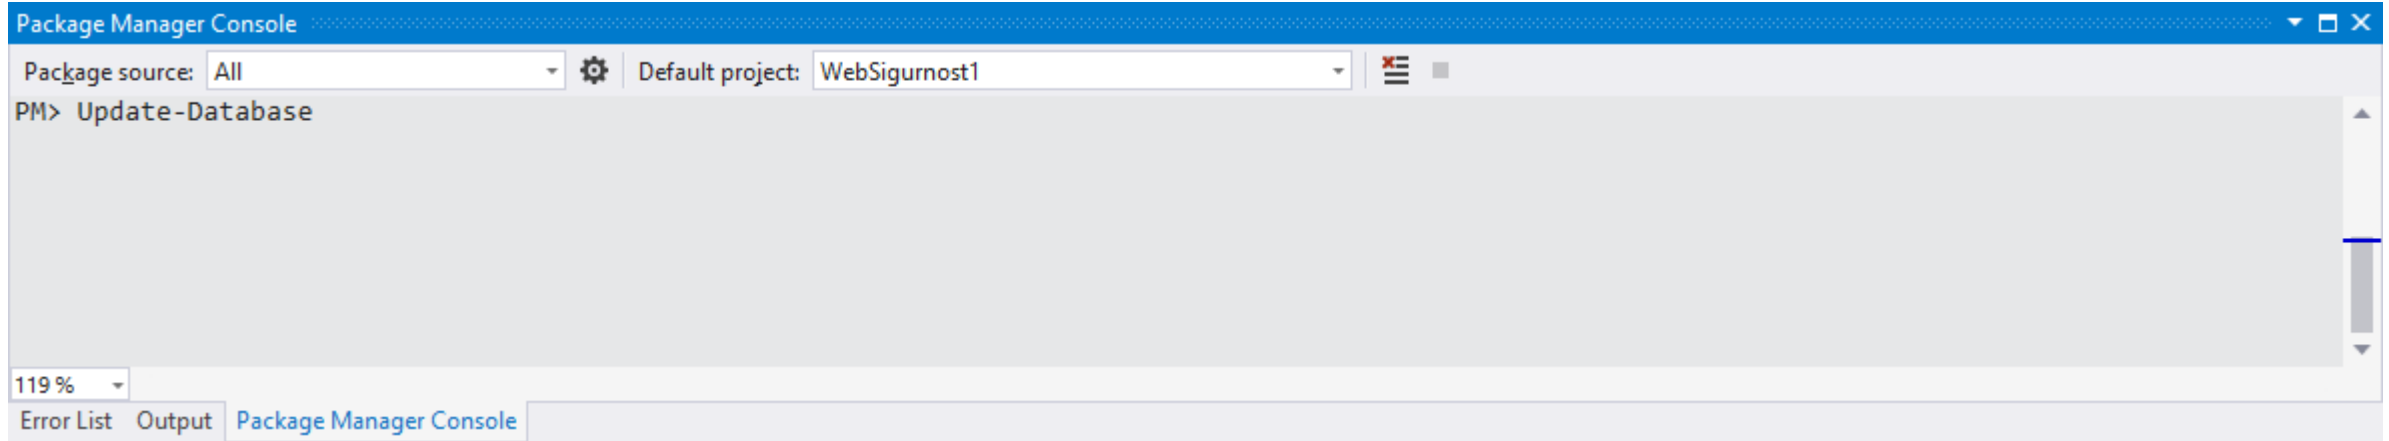 Package Manager Console
Package source: All Default project: WebSigurnost1
PM> Update-Database
119 %
Error List Output Package Manager Console